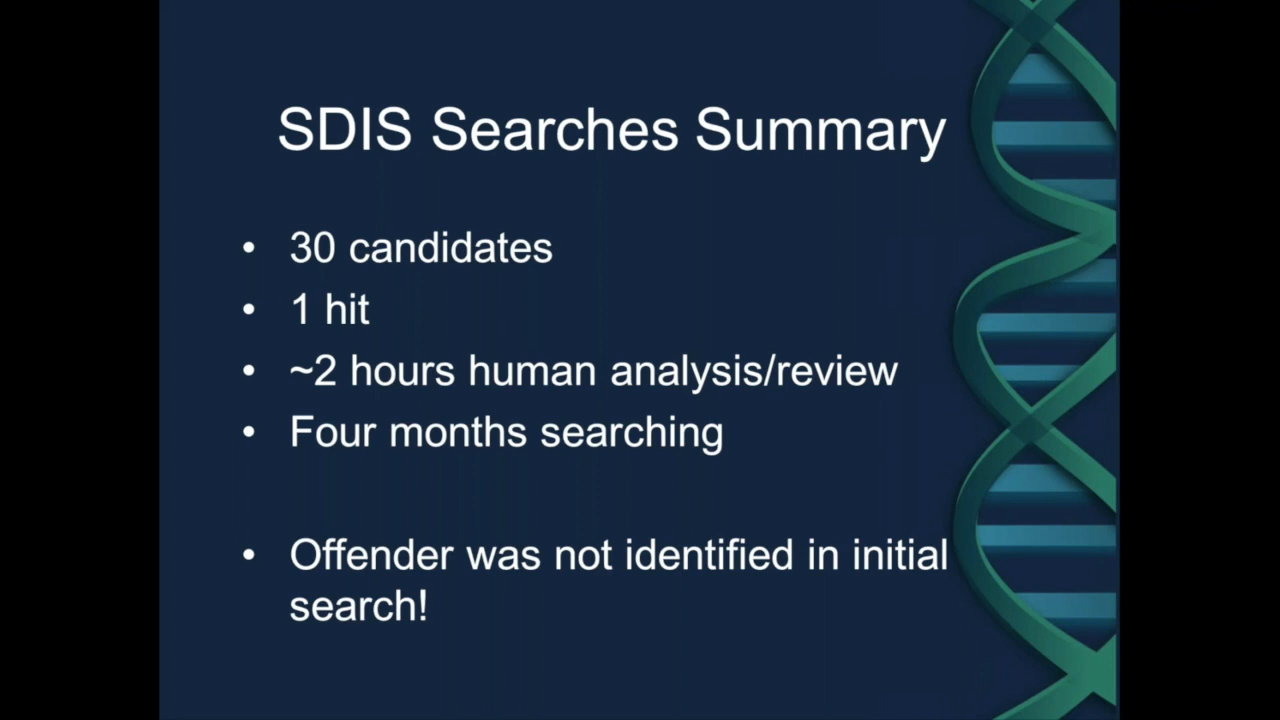 SDIS Searches Summary
• 30 candidates
• 1 hit
• ~2 hours human analysis/review
• Four months searching
• Offender was not identified in initial
search!